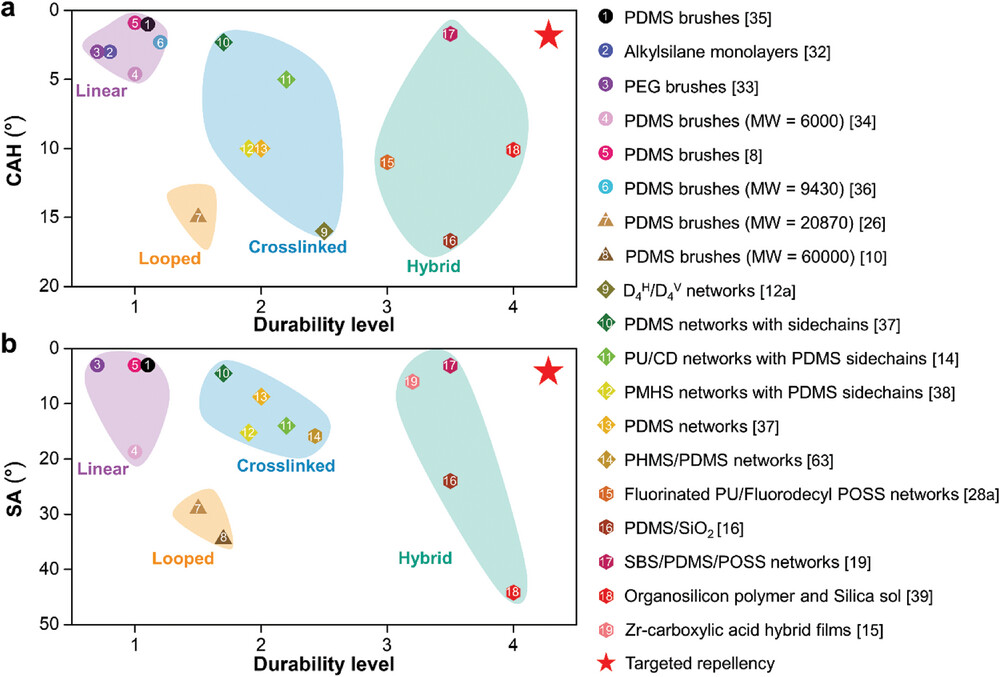 a
0
5
10
15
20
CAH (°)
5
1
3
2
6
4
Linear
10
11
12
13
9
Crosslinked
7
Looped
17
15
18
16
Hybrid
1
2
3
4
Durability level
b
0
10
20
30
40
50
SA (°)
3
5
1
4
Linear
10
13
12
11
14
Crosslinked
7
8
Looped
17
19
16
18
Hybrid
1
2
3
4
Durability level
1 PDMS brushes [35]
2 Alkylsilane monolayers [32]
3 PEG brushes [33]
4 PDMS brushes (MW = 6000) [34]
5 PDMS brushes [8]
6 PDMS brushes (MW = 9430) [36]
7 PDMS brushes (MW = 20870) [26]
8 PDMS brushes (MW = 60000) [10]
9 D₄ᴴ/D₄ⱽ networks [12a]
10 PDMS networks with sidechains [37]
11 PU/CD networks with PDMS sidechains [14]
12 PMHS networks with PDMS sidechains [38]
13 PDMS networks [37]
14 PHMS/PDMS networks [63]
15 Fluorinated PU/Fluorodecyl POSS networks [28a]
16 PDMS/SiO₂ [16]
17 SBS/PDMS/POSS networks [19]
18 Organosilicon polymer and Silica sol [39]
19 Zr-carboxylic acid hybrid films [15]
Targeted repellency